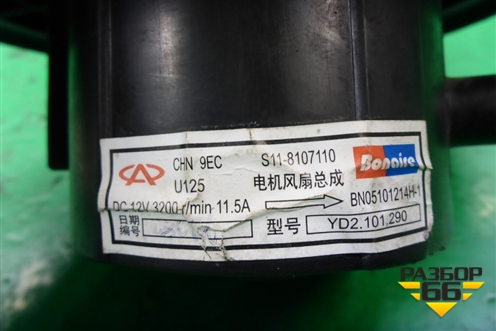 CHN 9EC
S11-8107110
Bonaire
U125
电机风扇总成
DC 12V 3200 r/min 11.5A
BN05101214H-1
日期
编号
型号
YD2.101.290
РАЗБОР
66